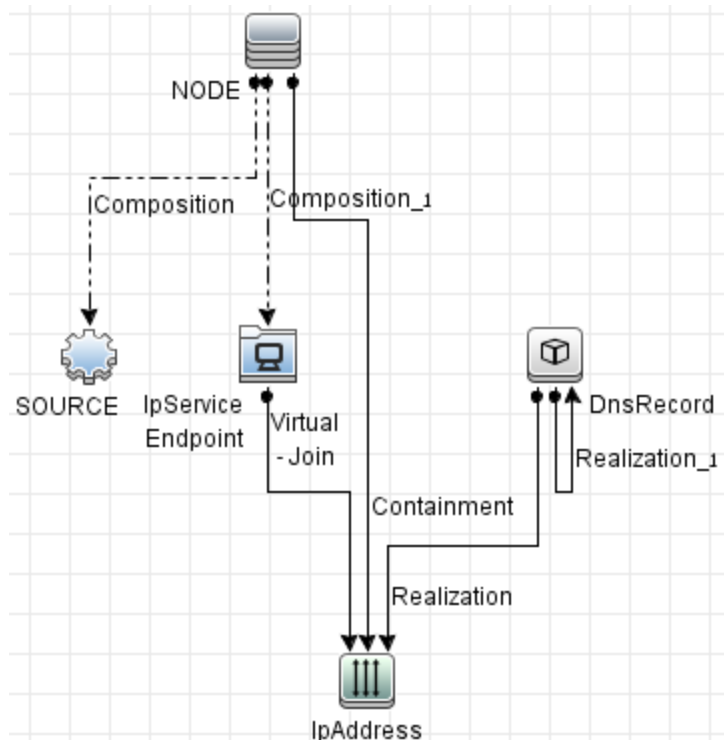 NODE
Composition
Composition_1
SOURCE
IpService
Endpoint
Virtual
- Join
DnsRecord
Realization_1
Containment
Realization
IpAddress